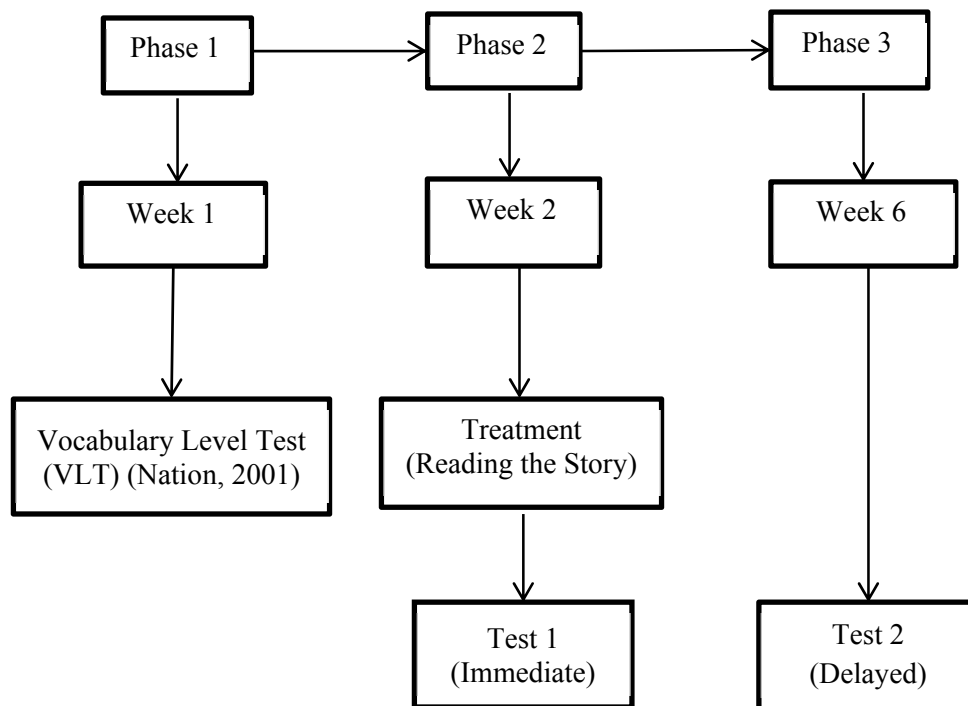 Phase 1
Phase 2
Phase 3
Week 1
Week 2
Week 6
Vocabulary Level Test
(VLT) (Nation, 2001)
Treatment
(Reading the Story)
Test 1
(Immediate)
Test 2
(Delayed)